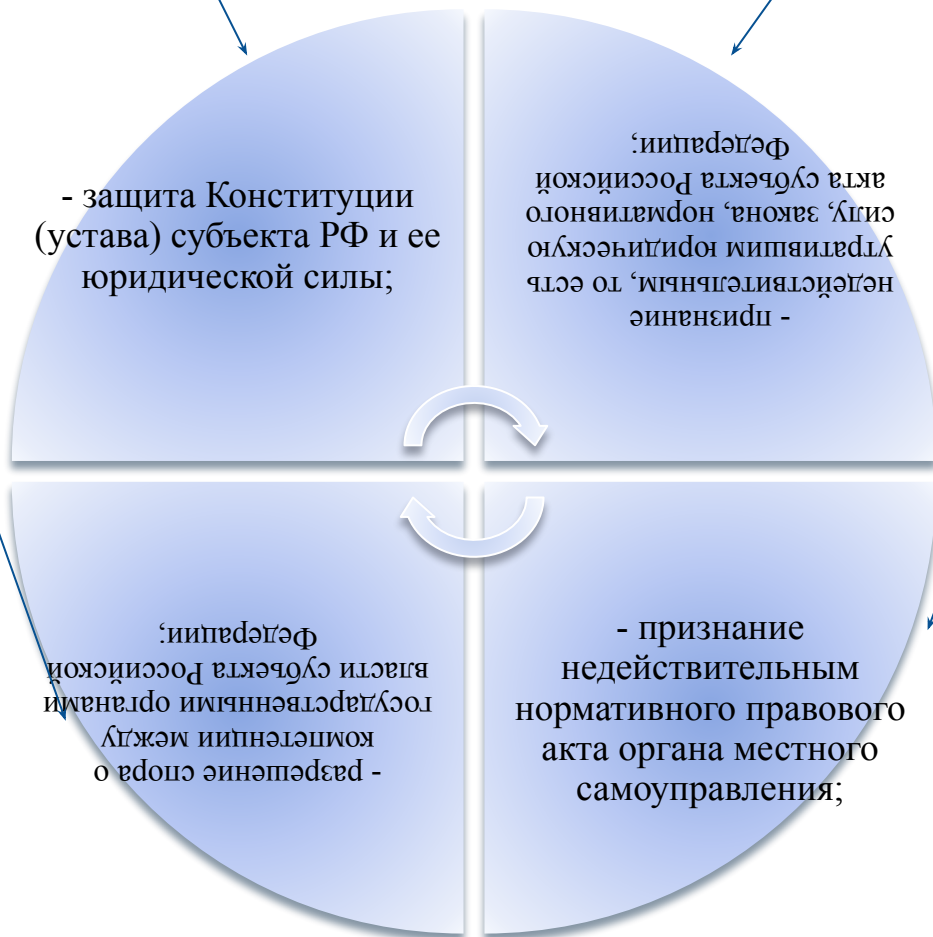 - защита Конституции
(устава) субъекта РФ и ее
юридической силы;
- признание
недействительным, то есть
утратившим юридическую
силу, закона, нормативного
акта субъекта Российской
Федерации;
- разрешение спора о
компетенции между
государственными органами
власти субъекта Российской
Федерации;
- признание
недействительным
нормативного правового
акта органа местного
самоуправления;